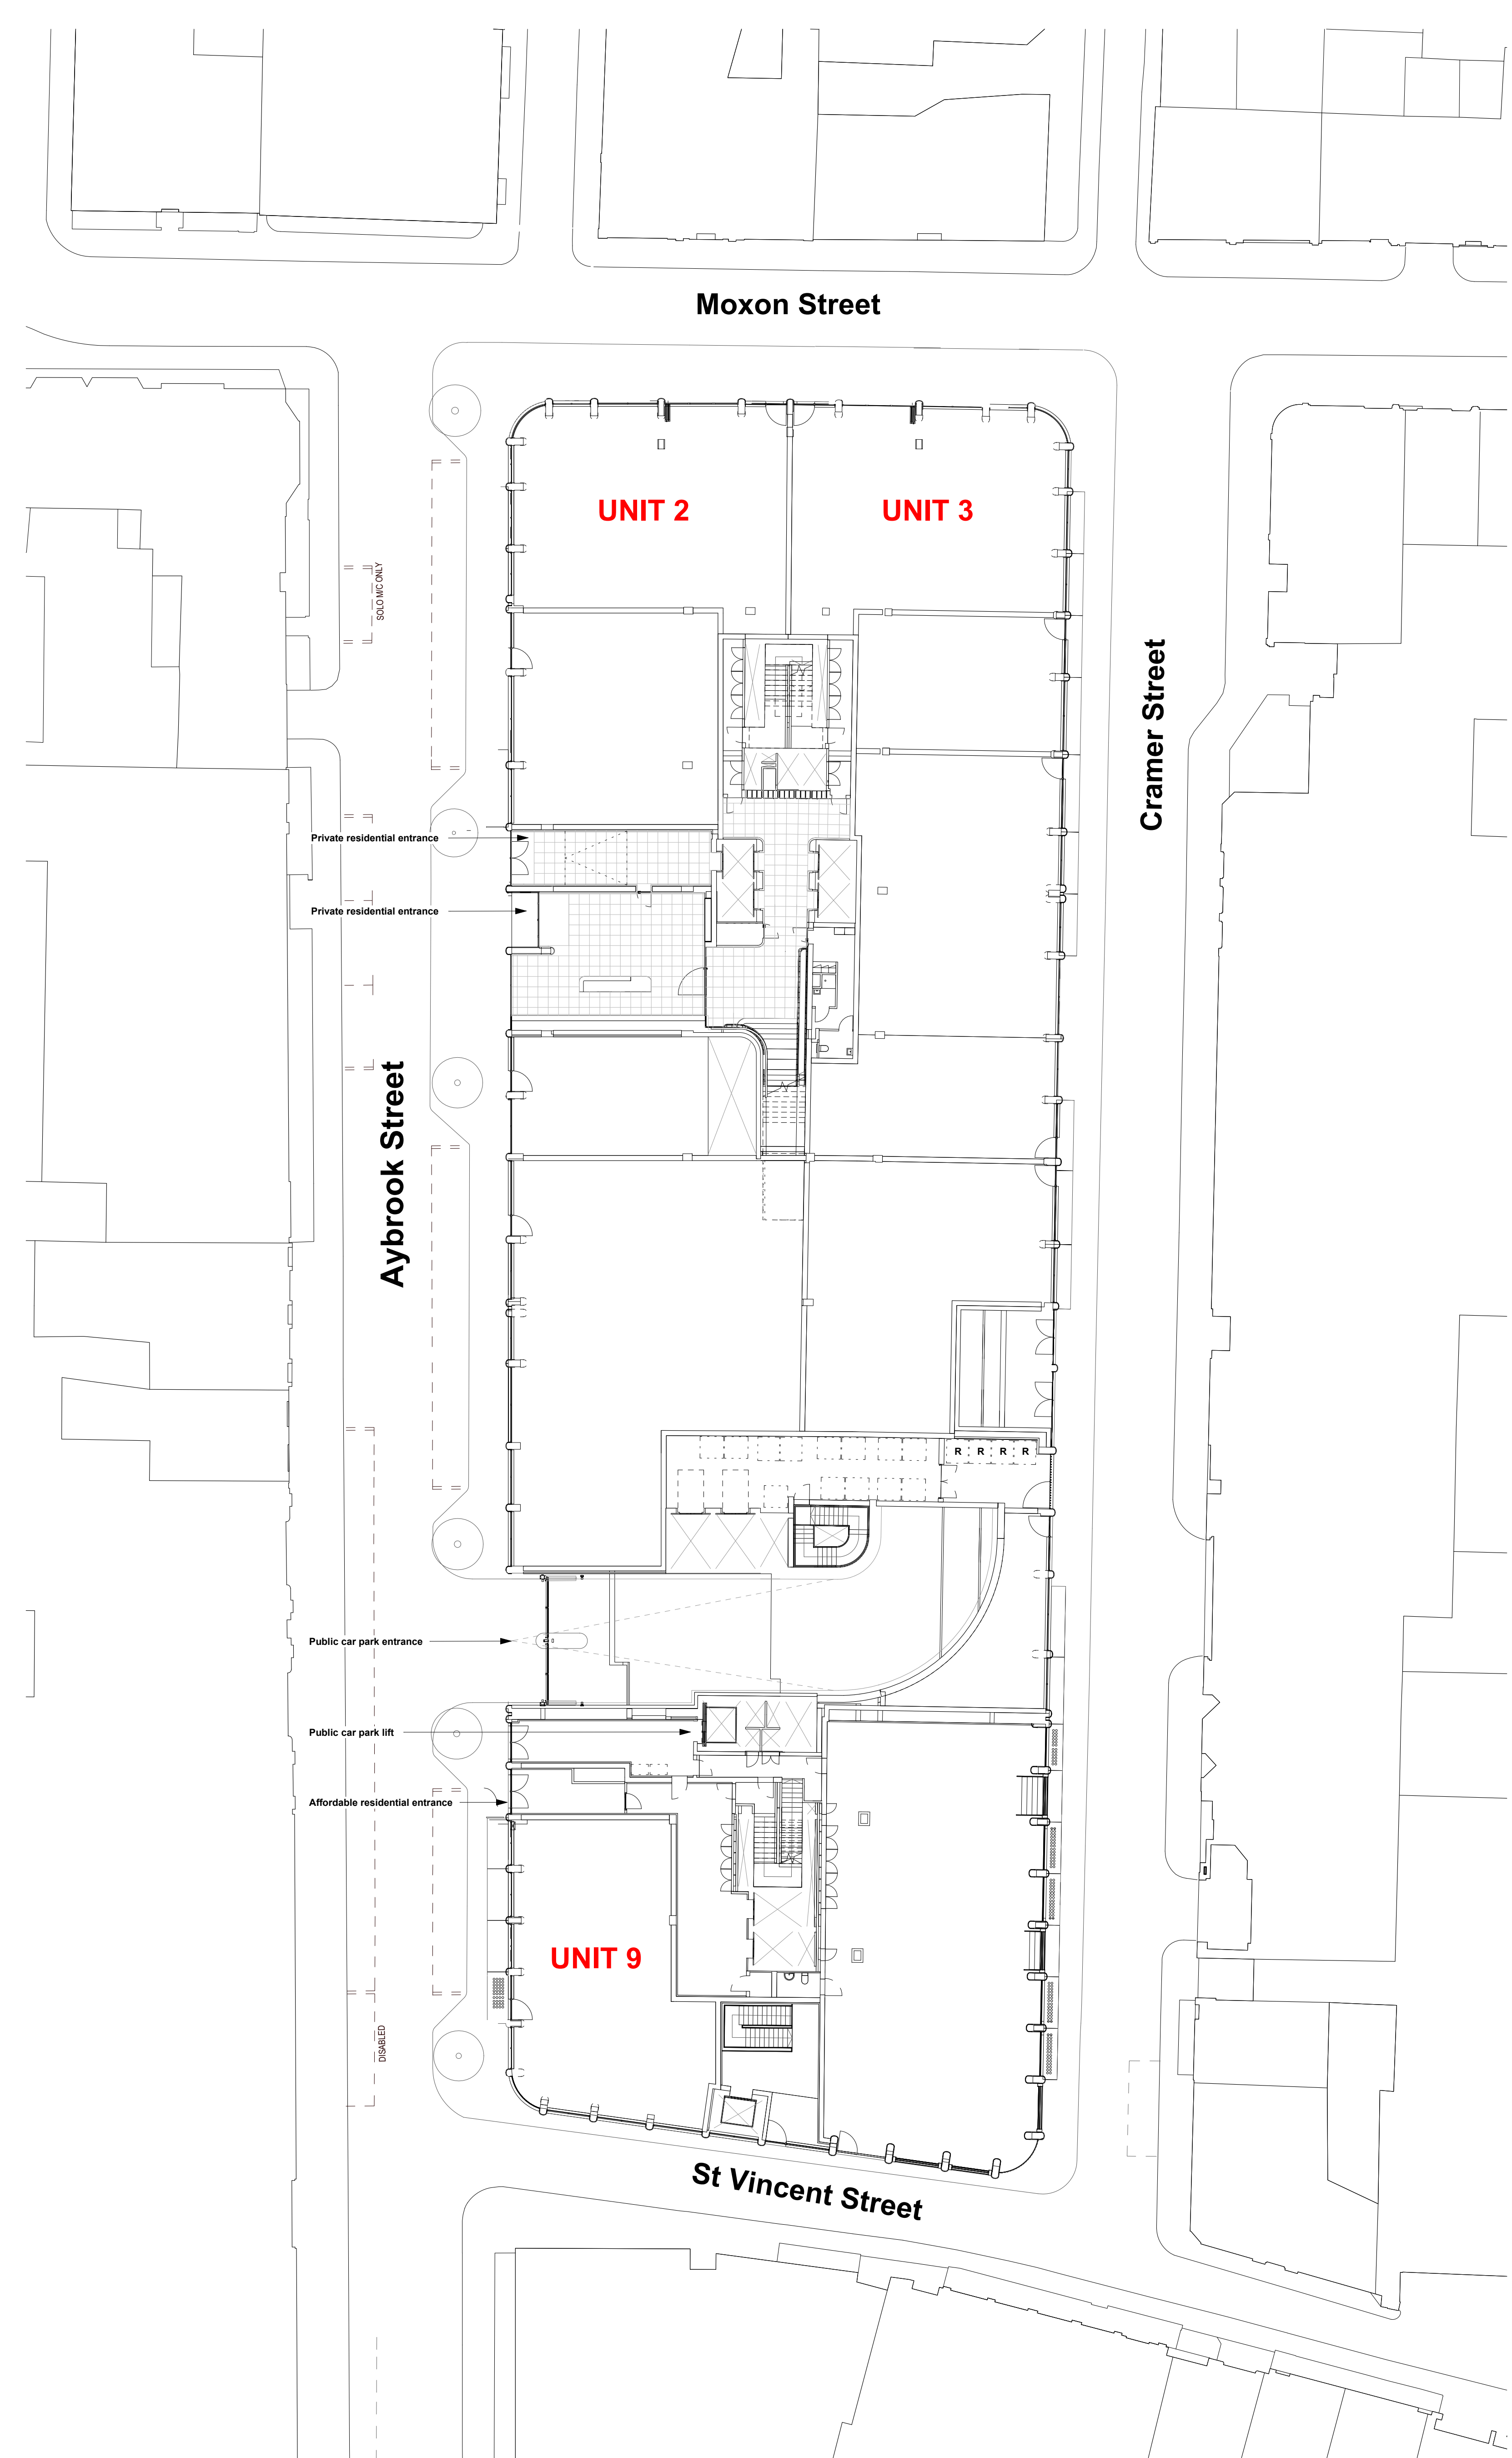 Moxon Street
UNIT 2
UNIT 3
SOLO M/C ONLY
Cramer Street
Private residential entrance
Private residential entrance
Aybrook Street
R R R R
Public car park entrance
Public car park lift
Affordable residential entrance
UNIT 9
DISABLED
St Vincent Street